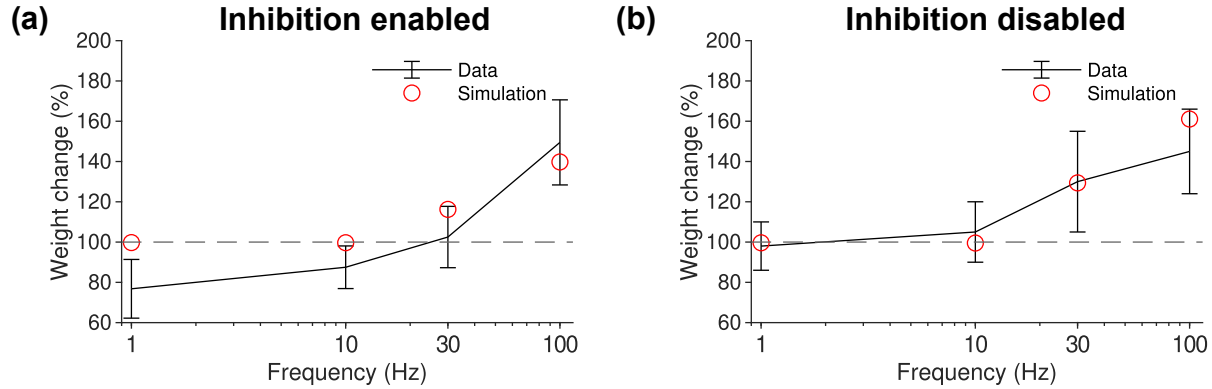 (a) Inhibition enabled
200
180
160
140
120
100
80
60
Weight change (%)
Data
Simulation
1 10 30 100
Frequency (Hz)
(b) Inhibition disabled
200
180
160
140
120
100
80
60
Weight change (%)
Data
Simulation
1 10 30 100
Frequency (Hz)